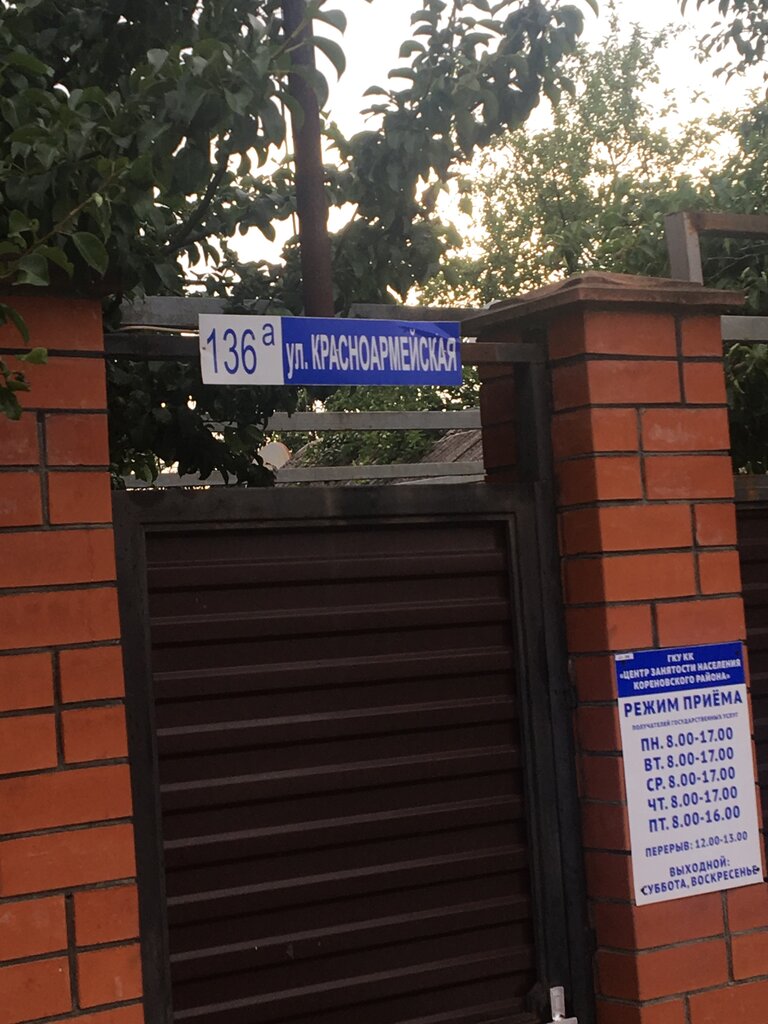 136а ул. КРАСНОАРМЕЙСКАЯ
ГКУ КК
«ЦЕНТР ЗАНЯТОСТИ НАСЕЛЕНИЯ
КОРЕНОВСКОГО РАЙОНА»
РЕЖИМ ПРИЁМА
ПОЛУЧАТЕЛЕЙ ГОСУДАРСТВЕННЫХ УСЛУГ
ПН. 8.00-17.00
ВТ. 8.00-17.00
СР. 8.00-17.00
ЧТ. 8.00-17.00
ПТ. 8.00-16.00
ПЕРЕРЫВ: 12.00-13.00
ВЫХОДНОЙ:
СУББОТА, ВОСКРЕСЕНЬЕ